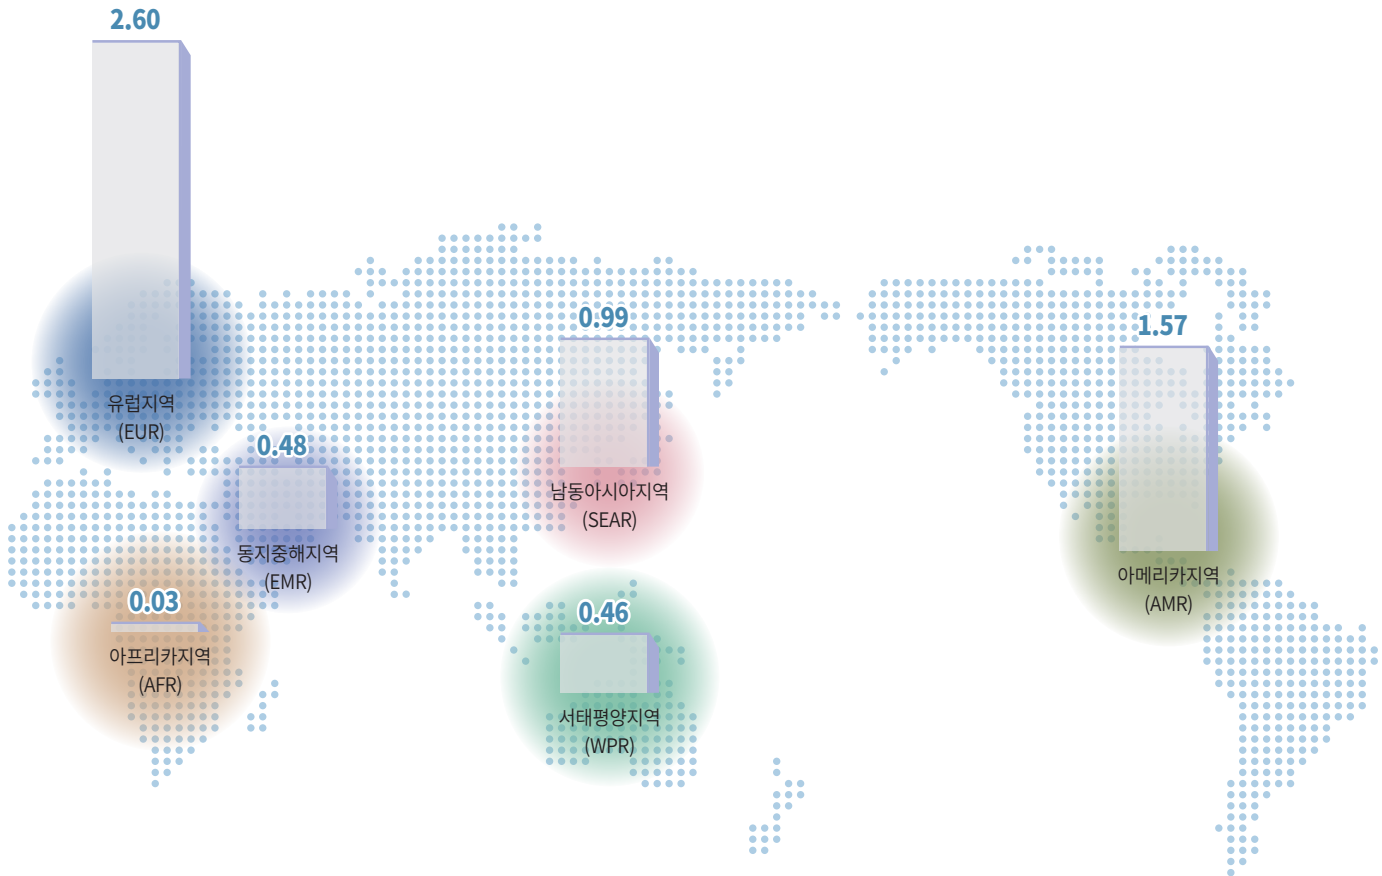 2.60
유럽지역
(EUR)
0.48
동지중해지역
(EMR)
0.03
아프리카지역
(AFR)
0.99
남동아시아지역
(SEAR)
0.46
서태평양지역
(WPR)
1.57
아메리카지역
(AMR)